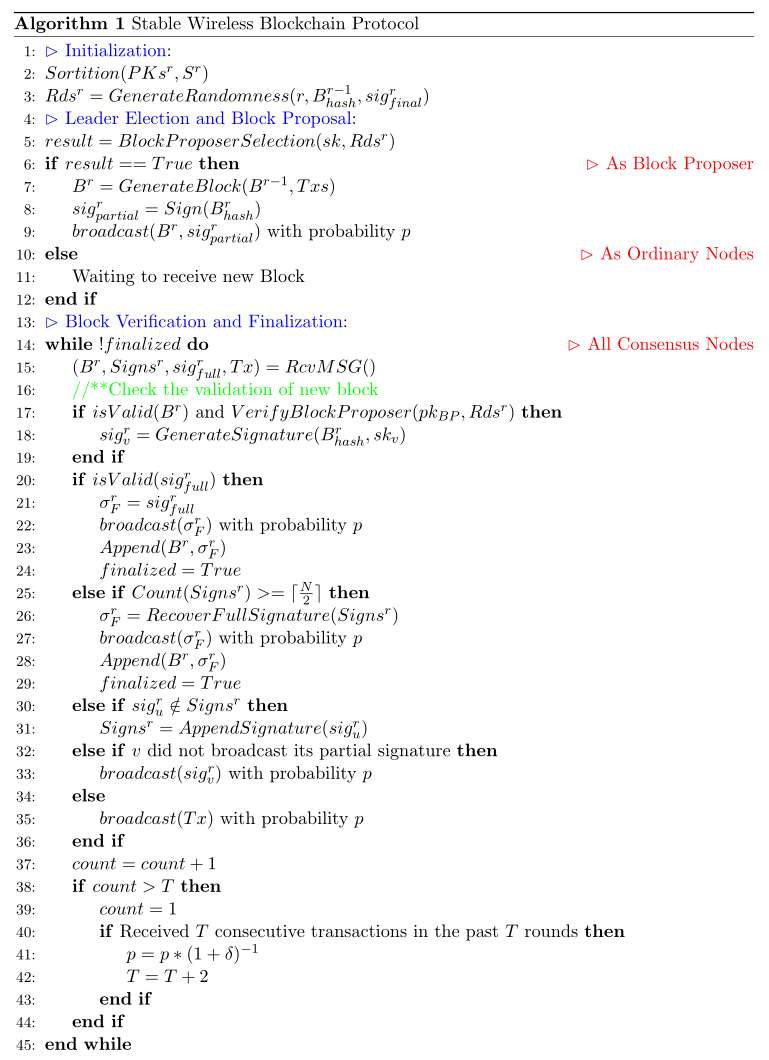 Algorithm 1 Stable Wireless Blockchain Protocol
1: ▷ Initialization:
2: Sortition(PKs^r, S^r)
3: Rds^r = GenerateRandomness(r, B^{r-1}_{hash}, sig^r_{final})
4: ▷ Leader Election and Block Proposal:
5: result = BlockProposerSelection(sk, Rds^r)
6: if result == True then ▷ As Block Proposer
7: B^r = GenerateBlock(B^{r-1}, Txs)
8: sig^r_{partial} = Sign(B^r_{hash})
9: broadcast(B^r, sig^r_{partial}) with probability p
10: else ▷ As Ordinary Nodes
11: Waiting to receive new Block
12: end if
13: ▷ Block Verification and Finalization:
14: while !finalized do ▷ All Consensus Nodes
15: (B^r, Signs^r, sig^r_{full}, Tx) = RcvMSG()
16: //**Check the validation of new block
17: if isValid(B^r) and VerifyBlockProposer(pk_{BP}, Rds^r) then
18: sig^r_v = GenerateSignature(B^r_{hash}, sk_v)
19: end if
20: if isValid(sig^r_{full}) then
21: σ^r_F = sig^r_{full}
22: broadcast(σ^r_F) with probability p
23: Append(B^r, σ^r_F)
24: finalized = True
25: else if Count(Signs^r) >= ⌈N/2⌉ then
26: σ^r_F = RecoverFullSignature(Signs^r)
27: broadcast(σ^r_F) with probability p
28: Append(B^r, σ^r_F)
29: finalized = True
30: else if sig^r_u ∉ Signs^r then
31: Signs^r = AppendSignature(sig^r_u)
32: else if v did not broadcast its partial signature then
33: broadcast(sig^r_v) with probability p
34: else
35: broadcast(Tx) with probability p
36: end if
37: count = count + 1
38: if count > T then
39: count = 1
40: if Received T consecutive transactions in the past T rounds then
41: p = p * (1 + δ)^{-1}
42: T = T + 2
43: end if
44: end if
45: end while